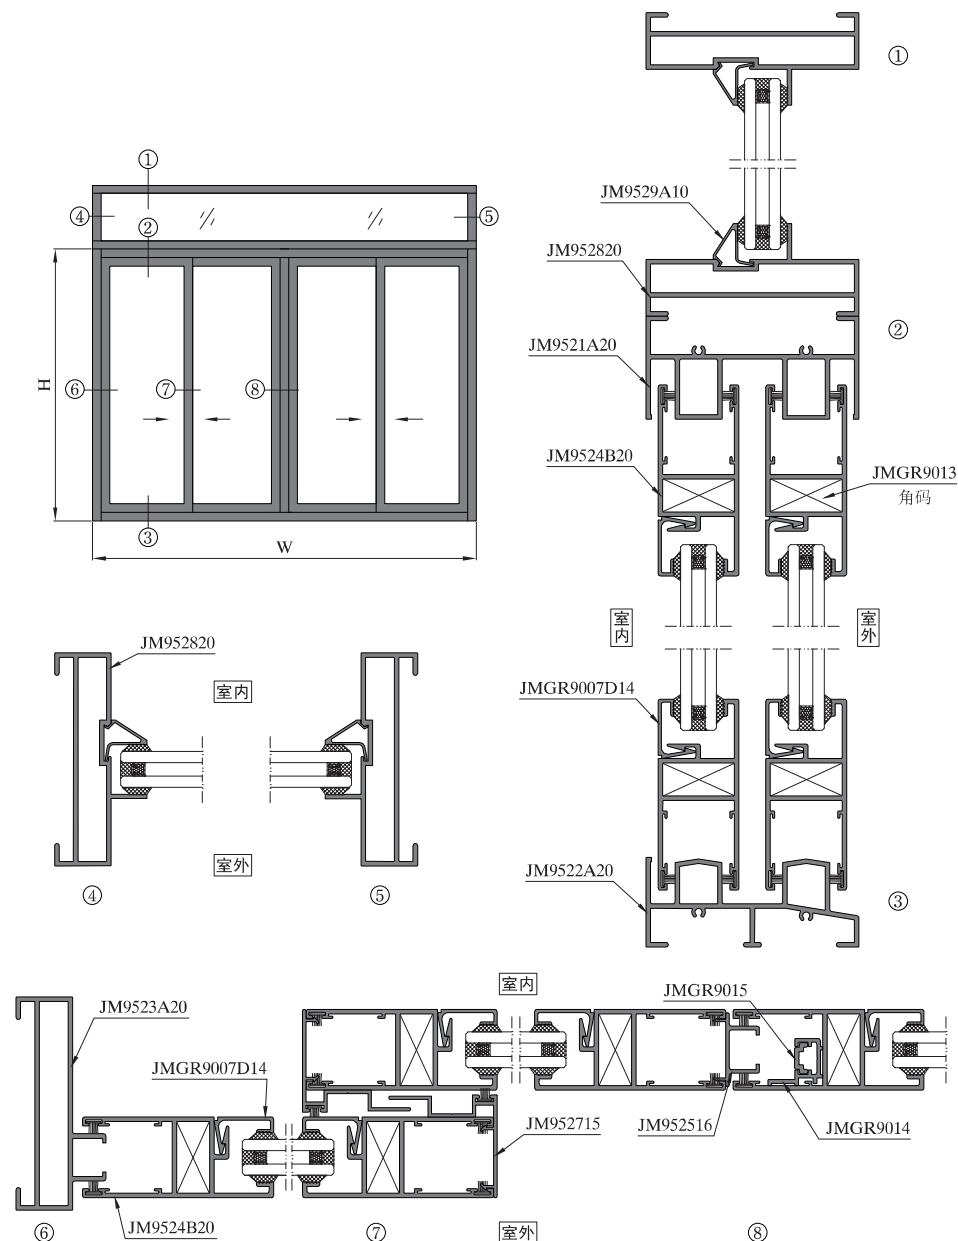 ①
①
④
②
⑤
JM9529A10
JM952820
②
JM9521A20
H
⑥
⑦
⑧
JM9524B20
JMGR9013
角码
③
W
室内
室外
JM952820
室内
JMGR9007D14
室外
JM9522A20
④
⑤
③
室内
JMGR9015
JM9523A20
JMGR9007D14
JM952715
JM952516
JMGR9014
JM9524B20
⑥
⑦
室外
⑧